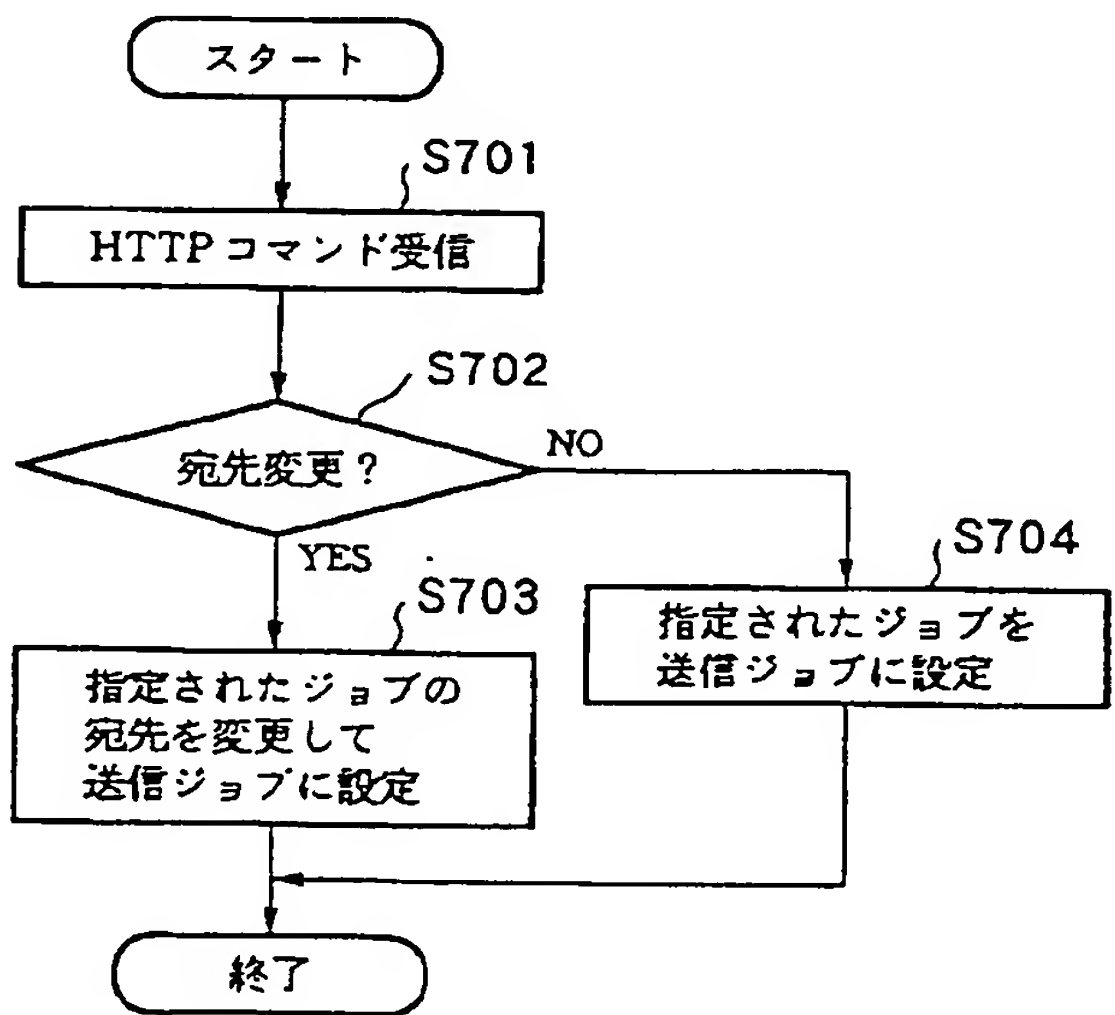 スタート
S701
HTTPコマンド受信
S702
宛先変更？
NO
YES
S704
指定されたジョブを
送信ジョブに設定
S703
指定されたジョブの
宛先を変更して
送信ジョブに設定
終了